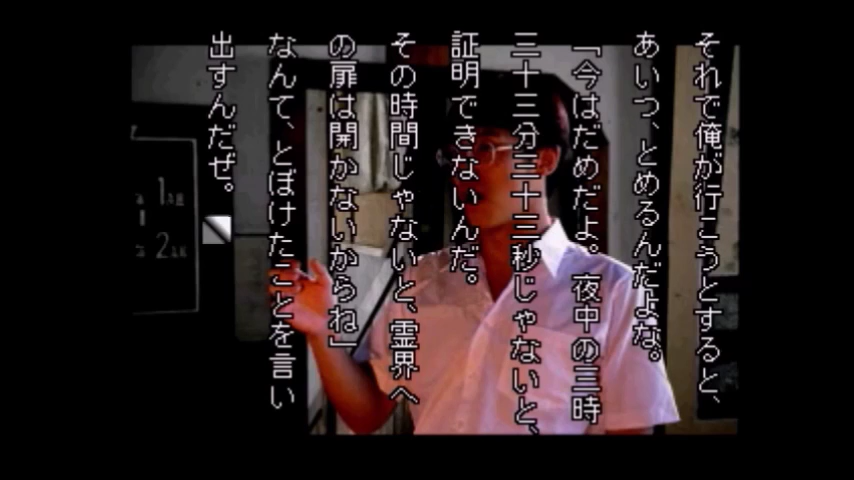 それで俺が行こうとすると、
あいつ、とめるんだよな。
「今はだめだよ。夜中の三時
三十三分三十三秒じゃないと、
証明できないんだ。
その時間じゃないと、霊界へ
の扉は開かないからね」
なんて、とぼけたことを言い
出すんだぜ。
1
2